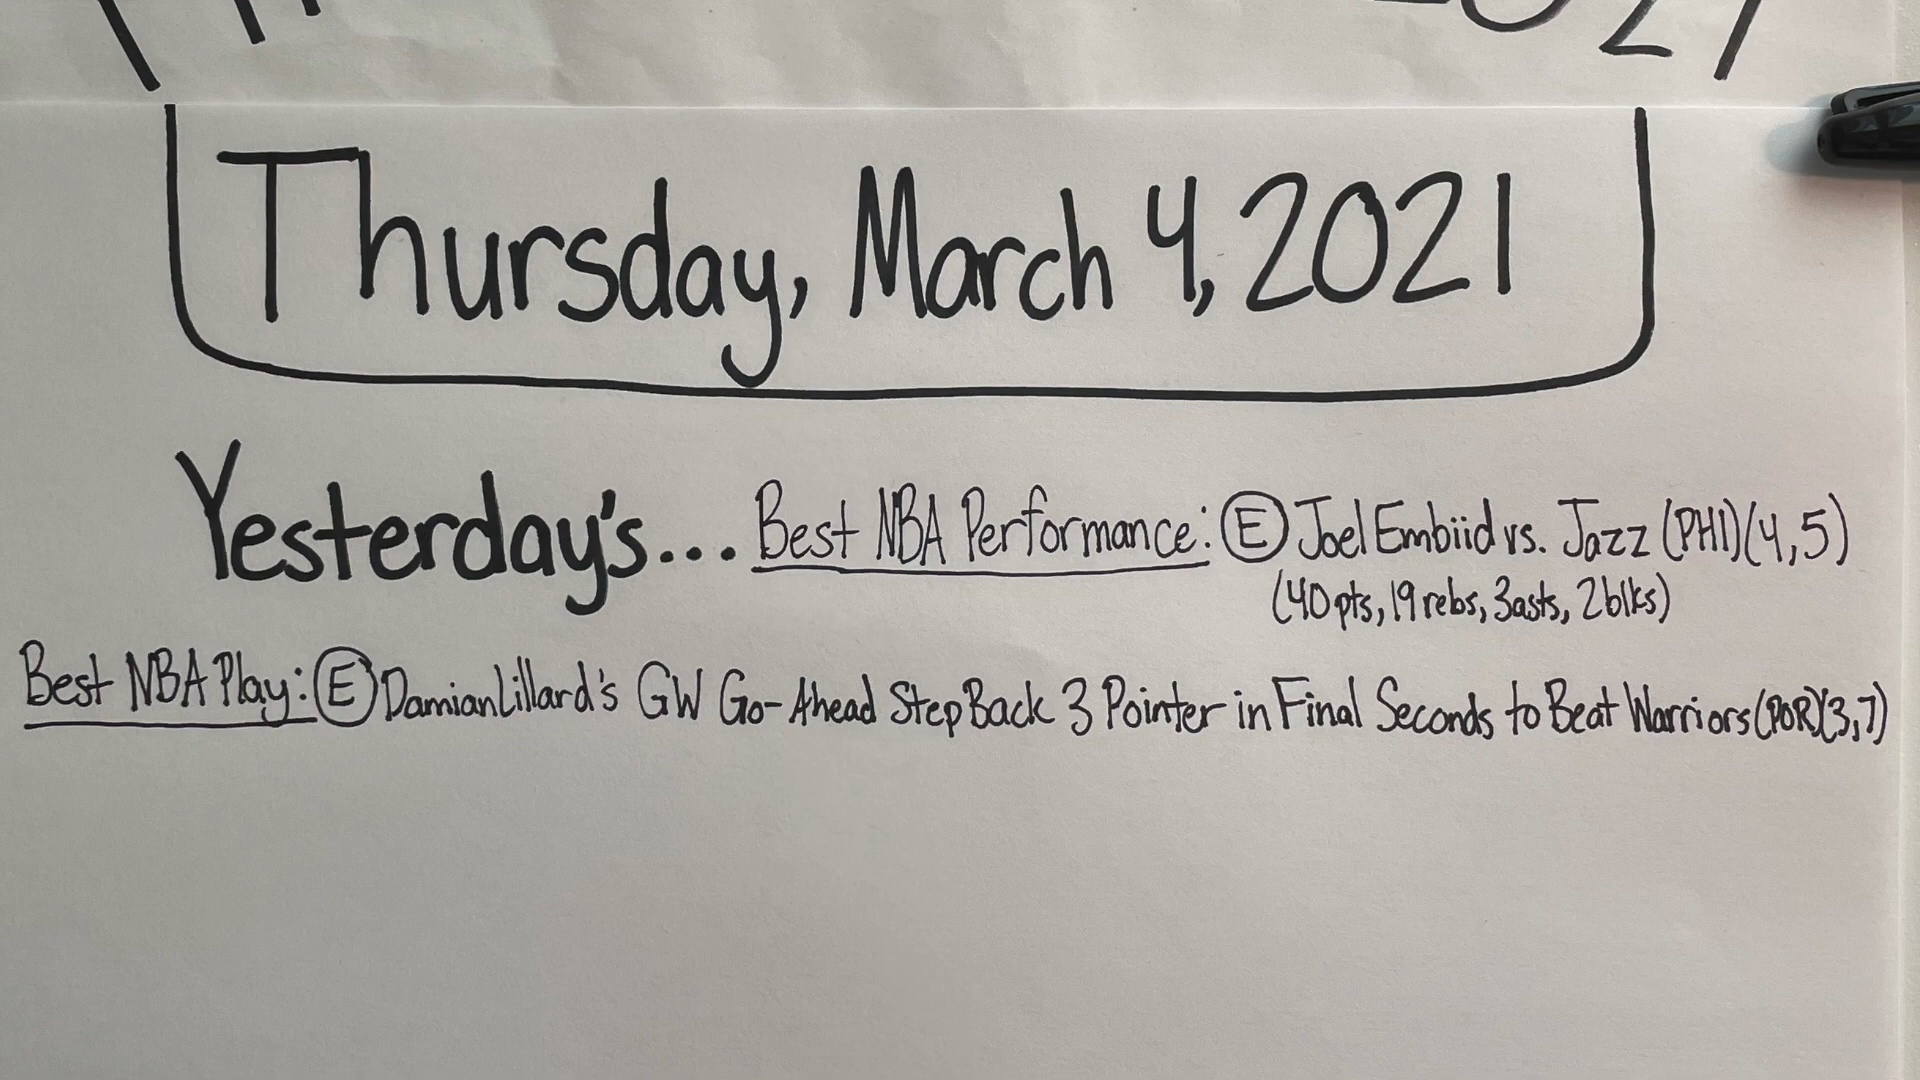 Thursday, March 4, 2021
Yesterday's... Best NBA Performance: Ⓔ Joel Embiid vs. Jazz (PHI)(4,5)
(40 pts, 19 rebs, 3 asts, 2 blks)
Best NBA Play: Ⓔ Damian Lillard's GW Go-Ahead Step Back 3 Pointer in Final Seconds to Beat Warriors (POR)(3,7)